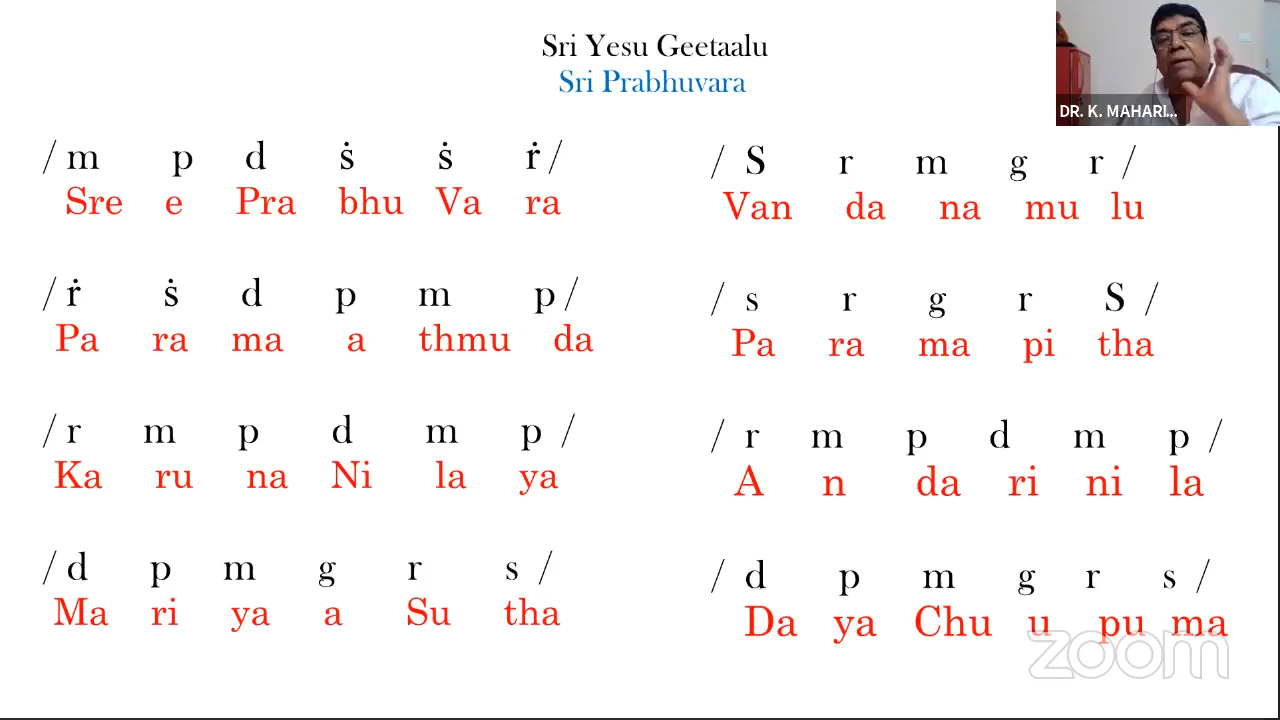 Sri Yesu Geetaalu
Sri Prabhuvara
DR. K. MAHARI...
/ m p d ṡ ṡ ṙ /
Sre e Pra bhu Va ra
/ ṙ ṡ d p m p /
Pa ra ma a thmu da
/ r m p d m p /
Ka ru na Ni la ya
/ d p m g r s /
Ma ri ya a Su tha
/ S r m g r /
Van da na mu lu
/ s r g r S /
Pa ra ma pi tha
/ r m p d m p /
A n da ri ni la
/ d p m g r s /
Da ya Chu u pu ma
zoom